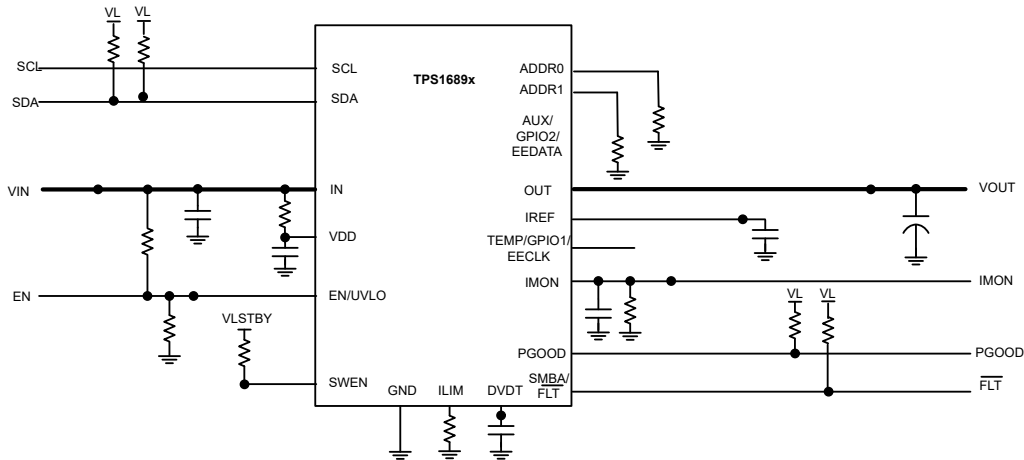 VL
VL
SCL
SDA
VIN
EN
VLSTBY
TPS1689x
SCL
SDA
IN
VDD
EN/UVLO
SWEN
GND
ILIM
DVDT
ADDR0
ADDR1
AUX/
GPIO2/
EEDATA
OUT
IREF
TEMP/GPIO1/
EECLK
IMON
PGOOD
SMBA/
FLT
VL
VL
VOUT
IMON
PGOOD
FLT